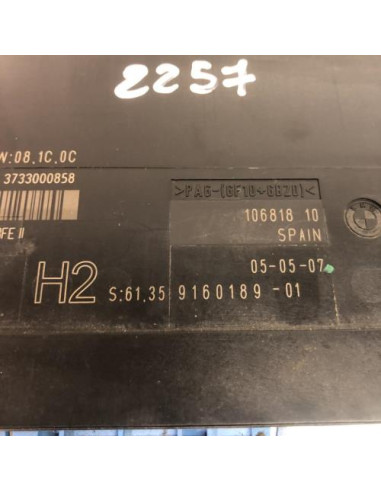 2257
W:08.1C.0C
3733000858
>PA6-(GF10+GB20)<
106818 10
SPAIN
FE II
05-05-07
H2 S:61.35 9160189 -01